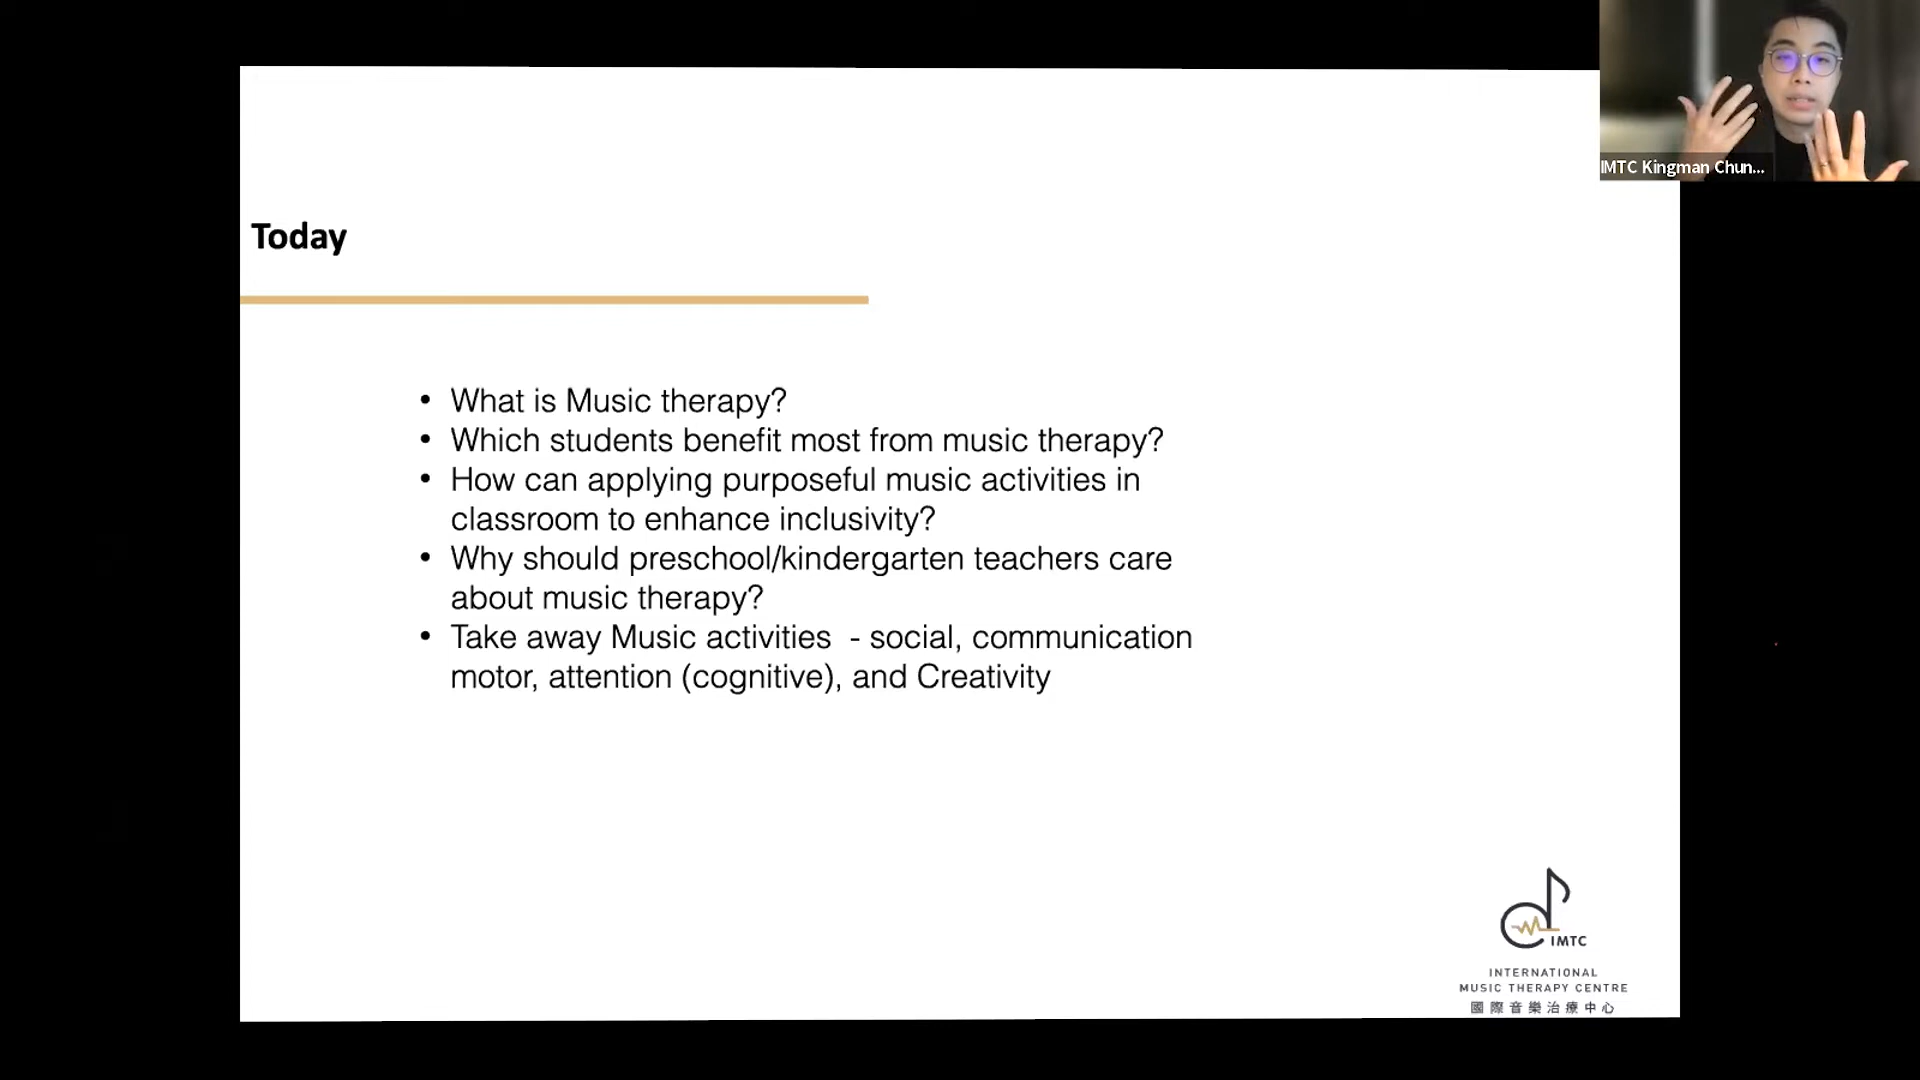 IMTC Kingman Chun...
Today
• What is Music therapy?
• Which students benefit most from music therapy?
• How can applying purposeful music activities in
classroom to enhance inclusivity?
• Why should preschool/kindergarten teachers care
about music therapy?
• Take away Music activities  - social, communication
motor, attention (cognitive), and Creativity
IMTC
INTERNATIONAL
MUSIC THERAPY CENTRE
國際音樂治療中心